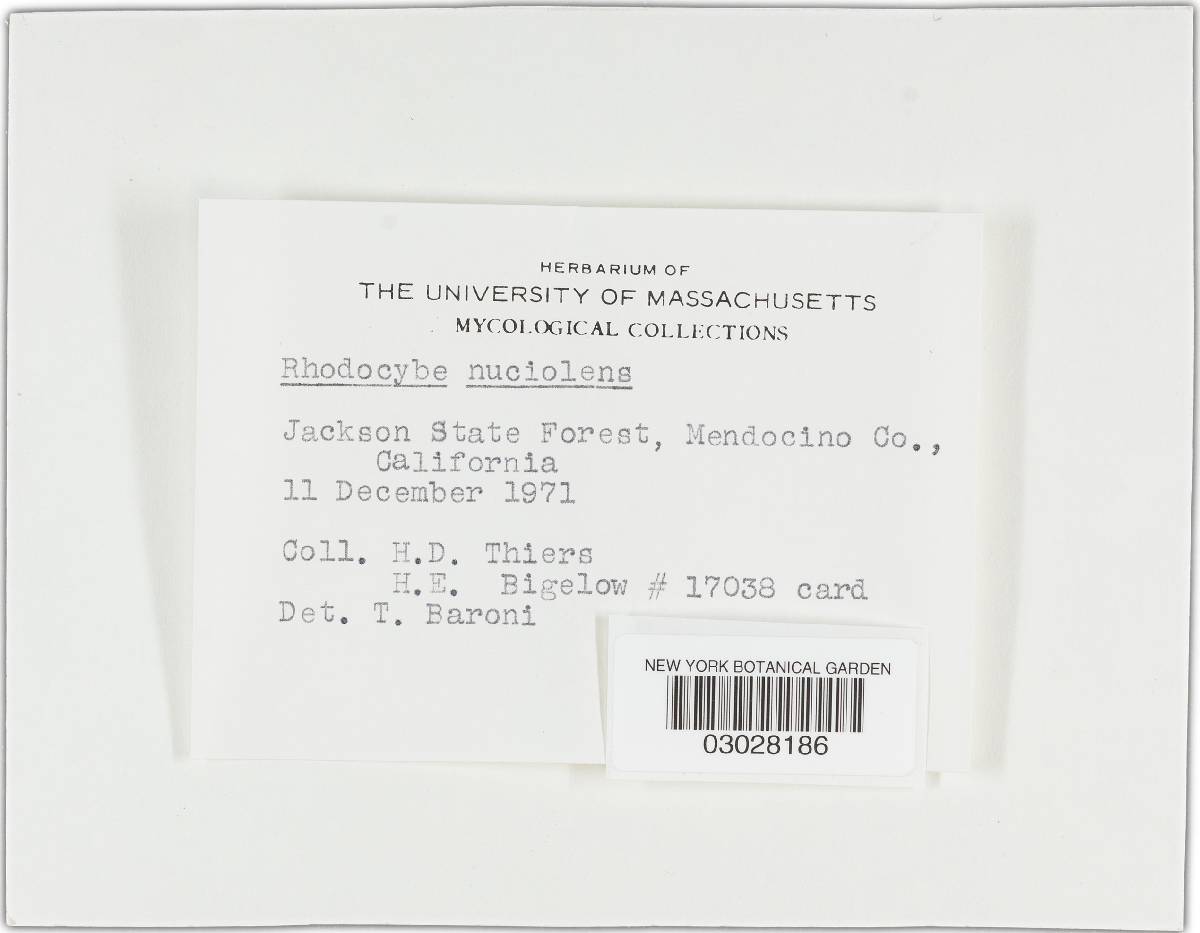 HERBARIUM OF
THE UNIVERSITY OF MASSACHUSETTS
MYCOLOGICAL COLLECTIONS
Rhodocybe nuciolens
Jackson State Forest, Mendocino Co.,
California
11 December 1971
Coll. H.D. Thiers
H.E. Bigelow # 17038 card
Det. T. Baroni
NEW YORK BOTANICAL GARDEN
03028186